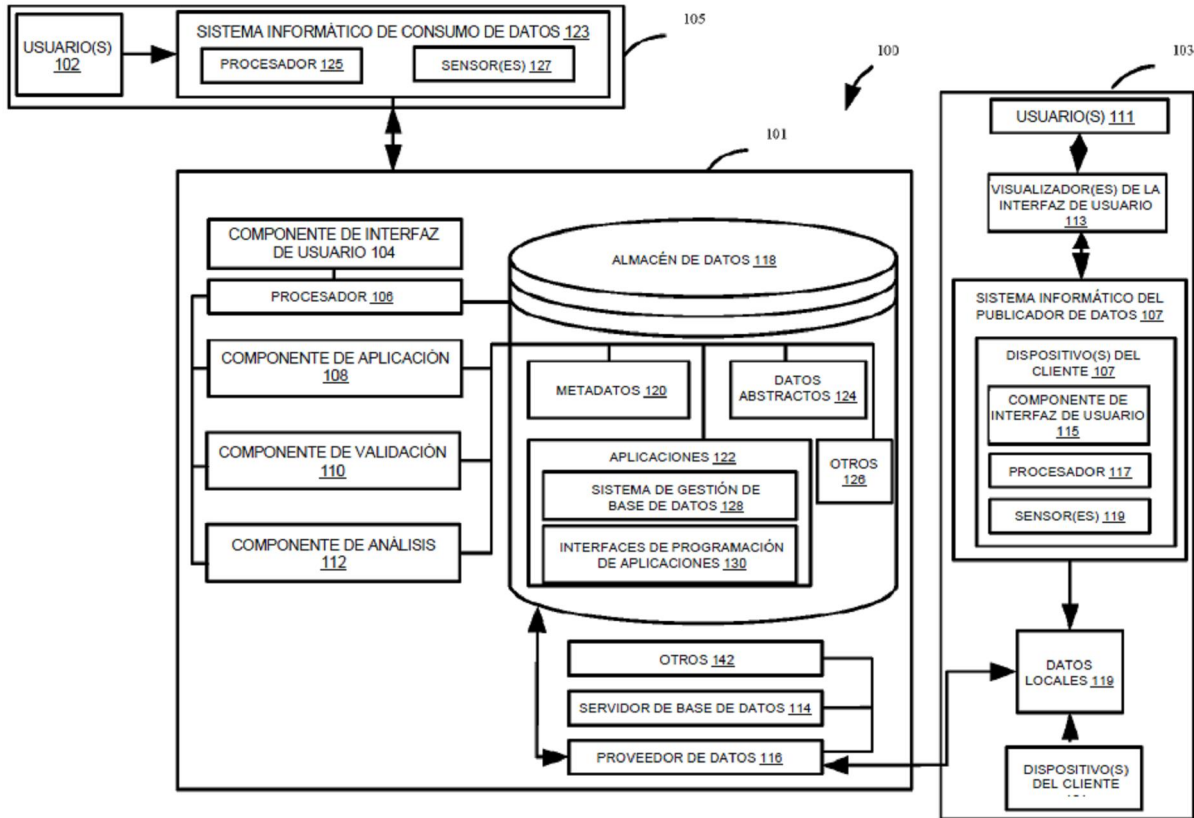 USUARIO(S)
102
SISTEMA INFORMÁTICO DE CONSUMO DE DATOS 123
PROCESADOR 125
SENSOR(ES) 127
105
100
103
101
COMPONENTE DE INTERFAZ
DE USUARIO 104
PROCESADOR 106
COMPONENTE DE APLICACIÓN
108
COMPONENTE DE VALIDACIÓN
110
COMPONENTE DE ANÁLISIS
112
ALMACÉN DE DATOS 118
METADATOS 120
DATOS
ABSTRACTOS 124
APLICACIONES 122
SISTEMA DE GESTIÓN DE
BASE DE DATOS 128
INTERFACES DE PROGRAMACIÓN
DE APLICACIONES 130
OTROS
126
OTROS 142
SERVIDOR DE BASE DE DATOS 114
PROVEEDOR DE DATOS 116
USUARIO(S) 111
VISUALIZADOR(ES) DE LA
INTERFAZ DE USUARIO
113
SISTEMA INFORMÁTICO DEL
PUBLICADOR DE DATOS 107
DISPOSITIVO(S) DEL
CLIENTE 107
COMPONENTE DE
INTERFAZ DE USUARIO
115
PROCESADOR 117
SENSOR(ES) 119
DATOS
LOCALES 119
DISPOSITIVO(S)
DEL CLIENTE